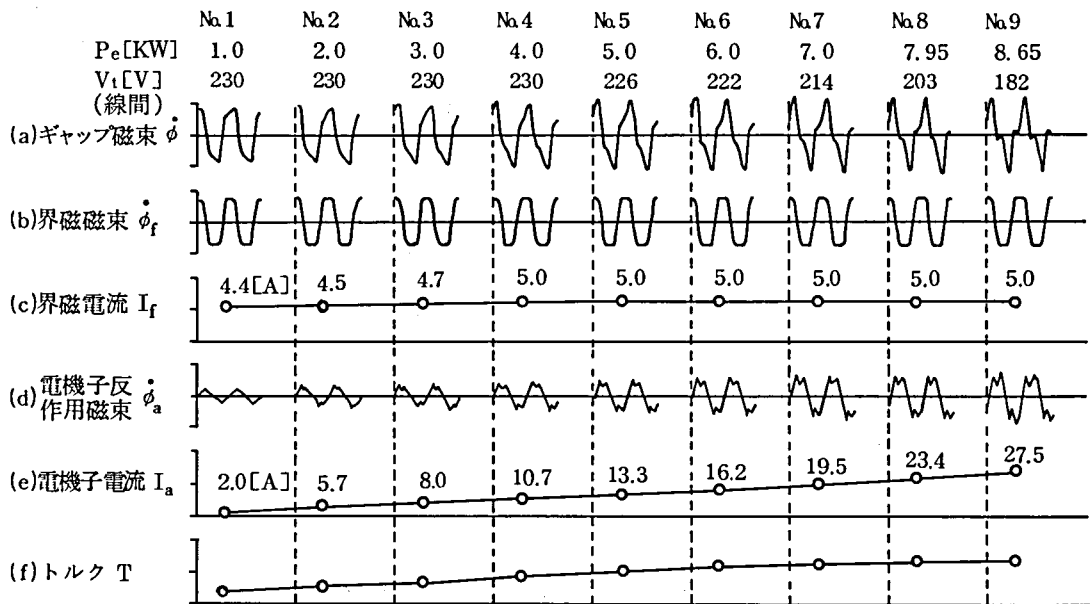 No.1 No.2 No.3 No.4 No.5 No.6 No.7 No.8 No.9
Pe[KW] 1.0 2.0 3.0 4.0 5.0 6.0 7.0 7.95 8.65
Vt[V] 230 230 230 230 226 222 214 203 182
(線間)
(a)ギャップ磁束 φ̇
(b)界磁磁束 φ̇f
(c)界磁電流 If 4.4[A] 4.5 4.7 5.0 5.0 5.0 5.0 5.0 5.0
(d)電機子反
作用磁束 φ̇a
(e)電機子電流 Ia 2.0[A] 5.7 8.0 10.7 13.3 16.2 19.5 23.4 27.5
(f)トルク T